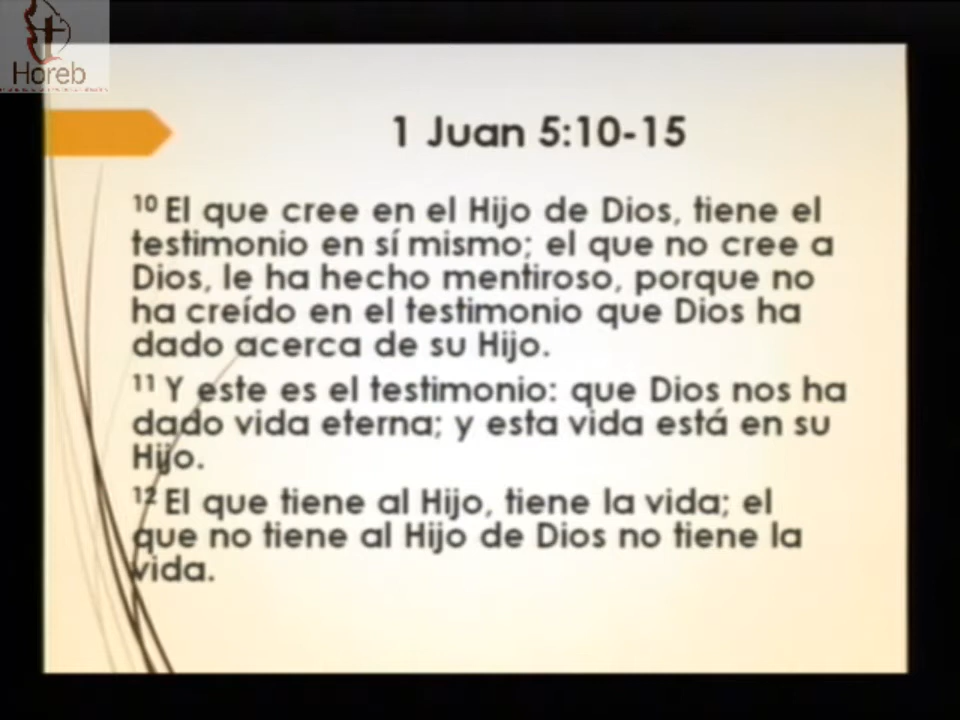 Horeb
1 Juan 5:10-15
10 El que cree en el Hijo de Dios, tiene el
testimonio en sí mismo; el que no cree a
Dios, le ha hecho mentiroso, porque no
ha creído en el testimonio que Dios ha
dado acerca de su Hijo.
11 Y este es el testimonio: que Dios nos ha
dado vida eterna; y esta vida está en su
Hijo.
12 El que tiene al Hijo, tiene la vida; el
que no tiene al Hijo de Dios no tiene la
vida.